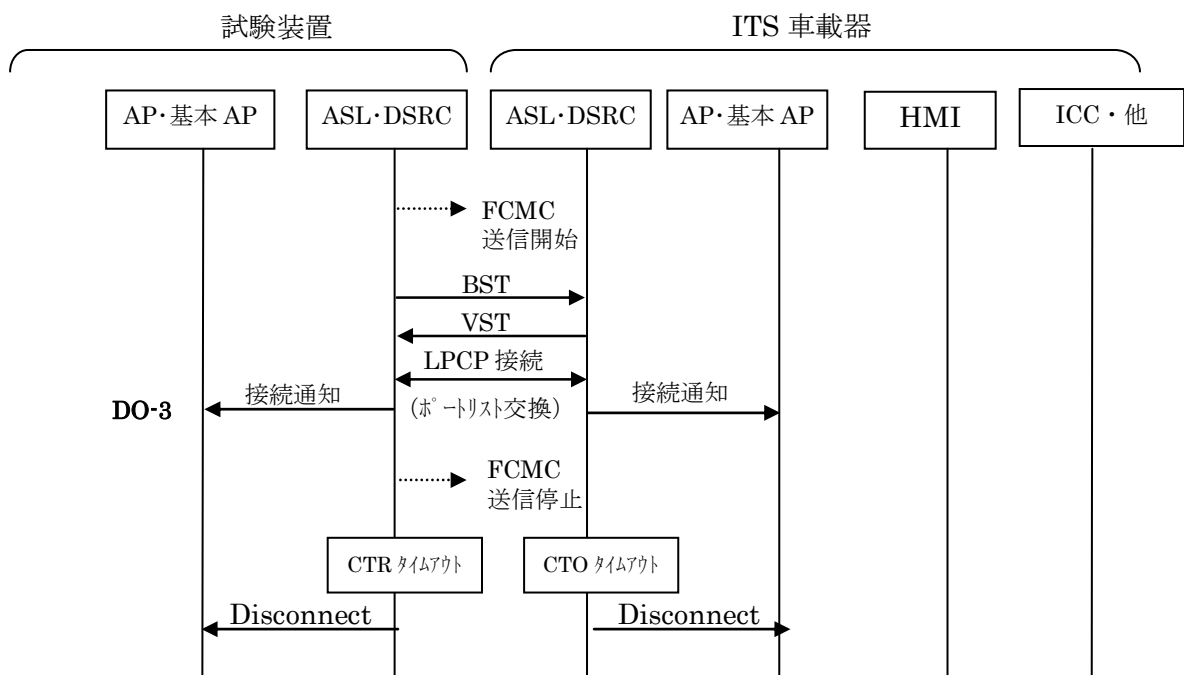 試験装置
ITS 車載器
AP・基本 AP
ASL・DSRC
ASL・DSRC
AP・基本 AP
HMI
ICC・他
FCMC
送信開始
BST
VST
LPCP 接続
DO-3
接続通知
(ﾎﾟｰﾄﾘｽﾄ交換)
接続通知
FCMC
送信停止
CTR ﾀｲﾑｱｳﾄ
CTO ﾀｲﾑｱｳﾄ
Disconnect
Disconnect